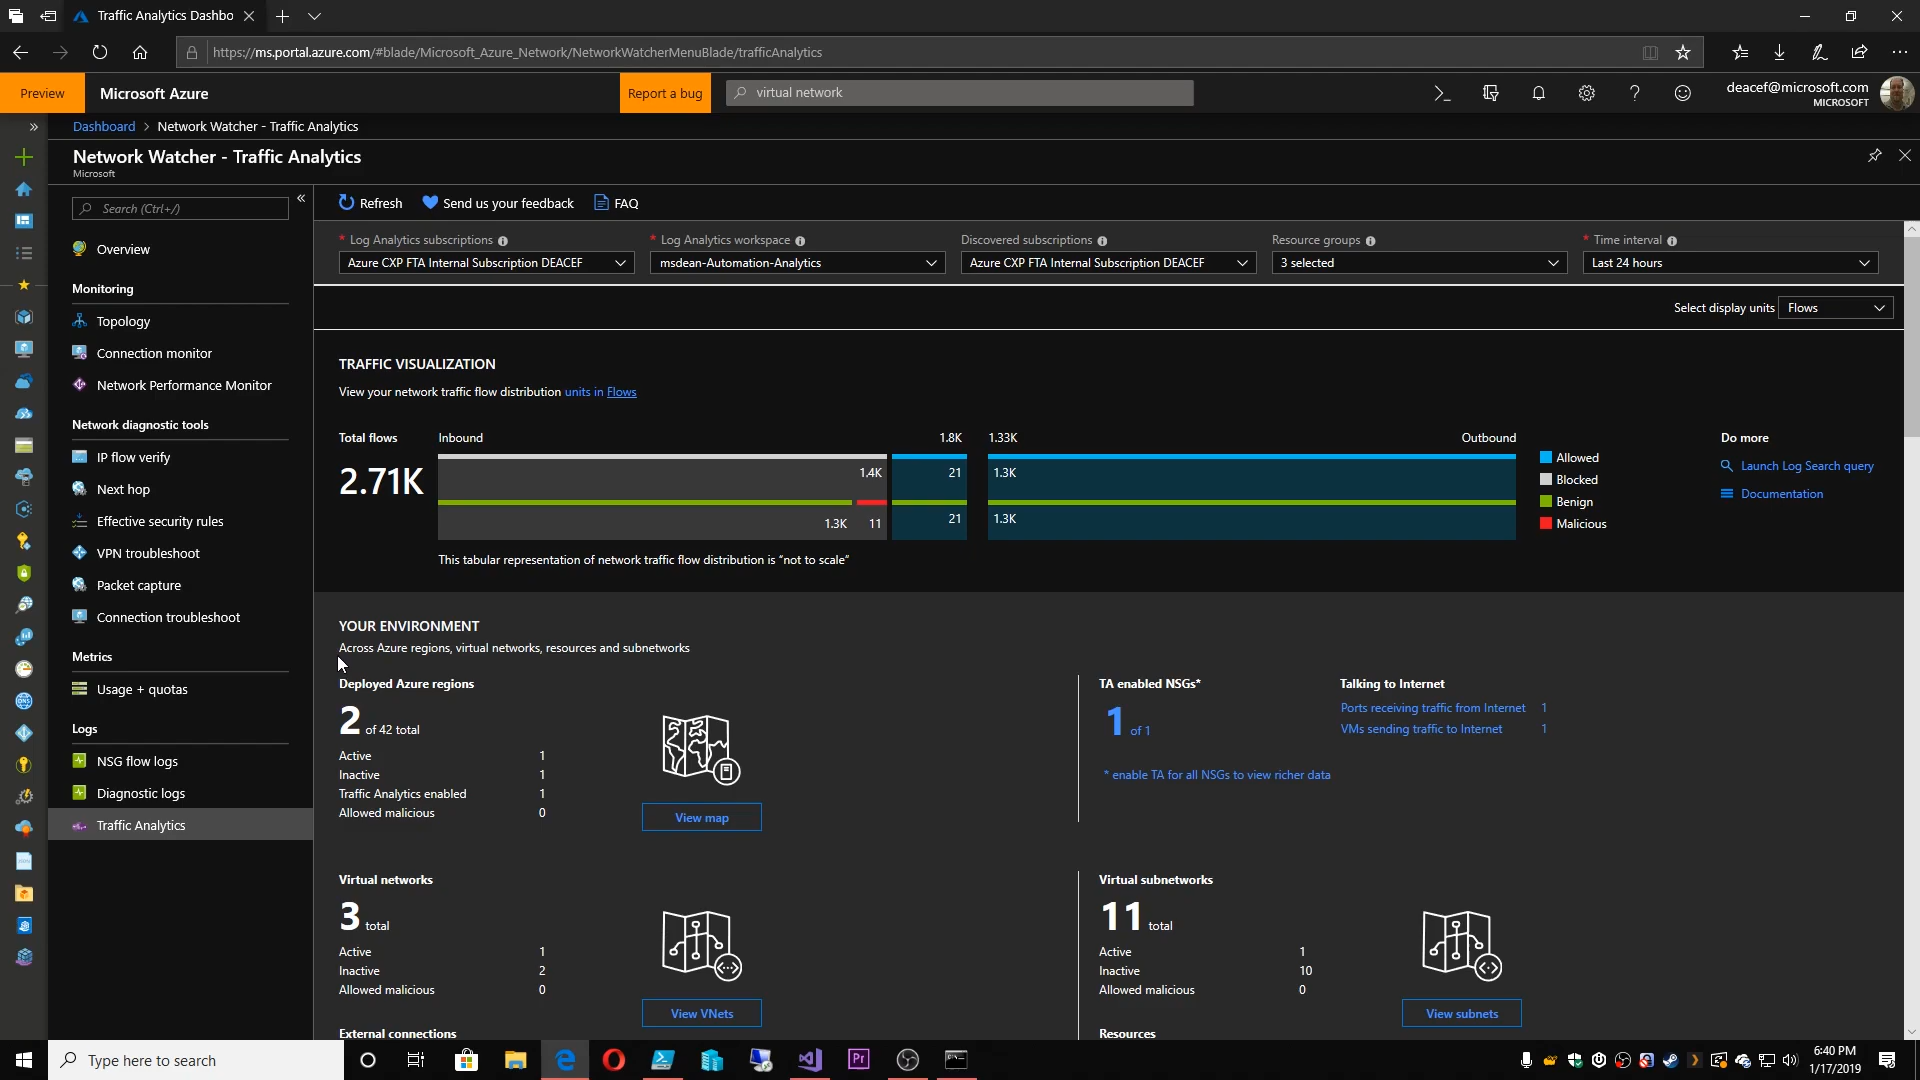 Traffic Analytics Dashbo
https://ms.portal.azure.com/#blade/Microsoft_Azure_Network/NetworkWatcherMenuBlade/trafficAnalytics
Preview
Microsoft Azure
Report a bug
virtual network
deacef@microsoft.com
MICROSOFT
Dashboard > Network Watcher - Traffic Analytics
Network Watcher - Traffic Analytics
Microsoft
Search (Ctrl+/)
Overview
Monitoring
Topology
Connection monitor
Network Performance Monitor
Network diagnostic tools
IP flow verify
Next hop
Effective security rules
VPN troubleshoot
Packet capture
Connection troubleshoot
Metrics
Usage + quotas
Logs
NSG flow logs
Diagnostic logs
Traffic Analytics
Refresh
Send us your feedback
FAQ
* Log Analytics subscriptions
Azure CXP FTA Internal Subscription DEACEF
* Log Analytics workspace
msdean-Automation-Analytics
Discovered subscriptions
Azure CXP FTA Internal Subscription DEACEF
Resource groups
3 selected
* Time interval
Last 24 hours
Select display units
Flows
TRAFFIC VISUALIZATION
View your network traffic flow distribution units in Flows
Total flows
2.71K
Inbound
1.8K
1.33K
Outbound
1.4K
21
1.3K
1.3K
11
21
1.3K
This tabular representation of network traffic flow distribution is "not to scale"
Allowed
Blocked
Benign
Malicious
Do more
Launch Log Search query
Documentation
YOUR ENVIRONMENT
Across Azure regions, virtual networks, resources and subnetworks
Deployed Azure regions
2 of 42 total
Active 1
Inactive 1
Traffic Analytics enabled 1
Allowed malicious 0
View map
TA enabled NSGs*
1 of 1
* enable TA for all NSGs to view richer data
Talking to Internet
Ports receiving traffic from Internet 1
VMs sending traffic to Internet 1
Virtual networks
3 total
Active 1
Inactive 2
Allowed malicious 0
View VNets
Virtual subnetworks
11 total
Active 1
Inactive 10
Allowed malicious 0
View subnets
External connections
Resources
Type here to search
6:40 PM
1/17/2019